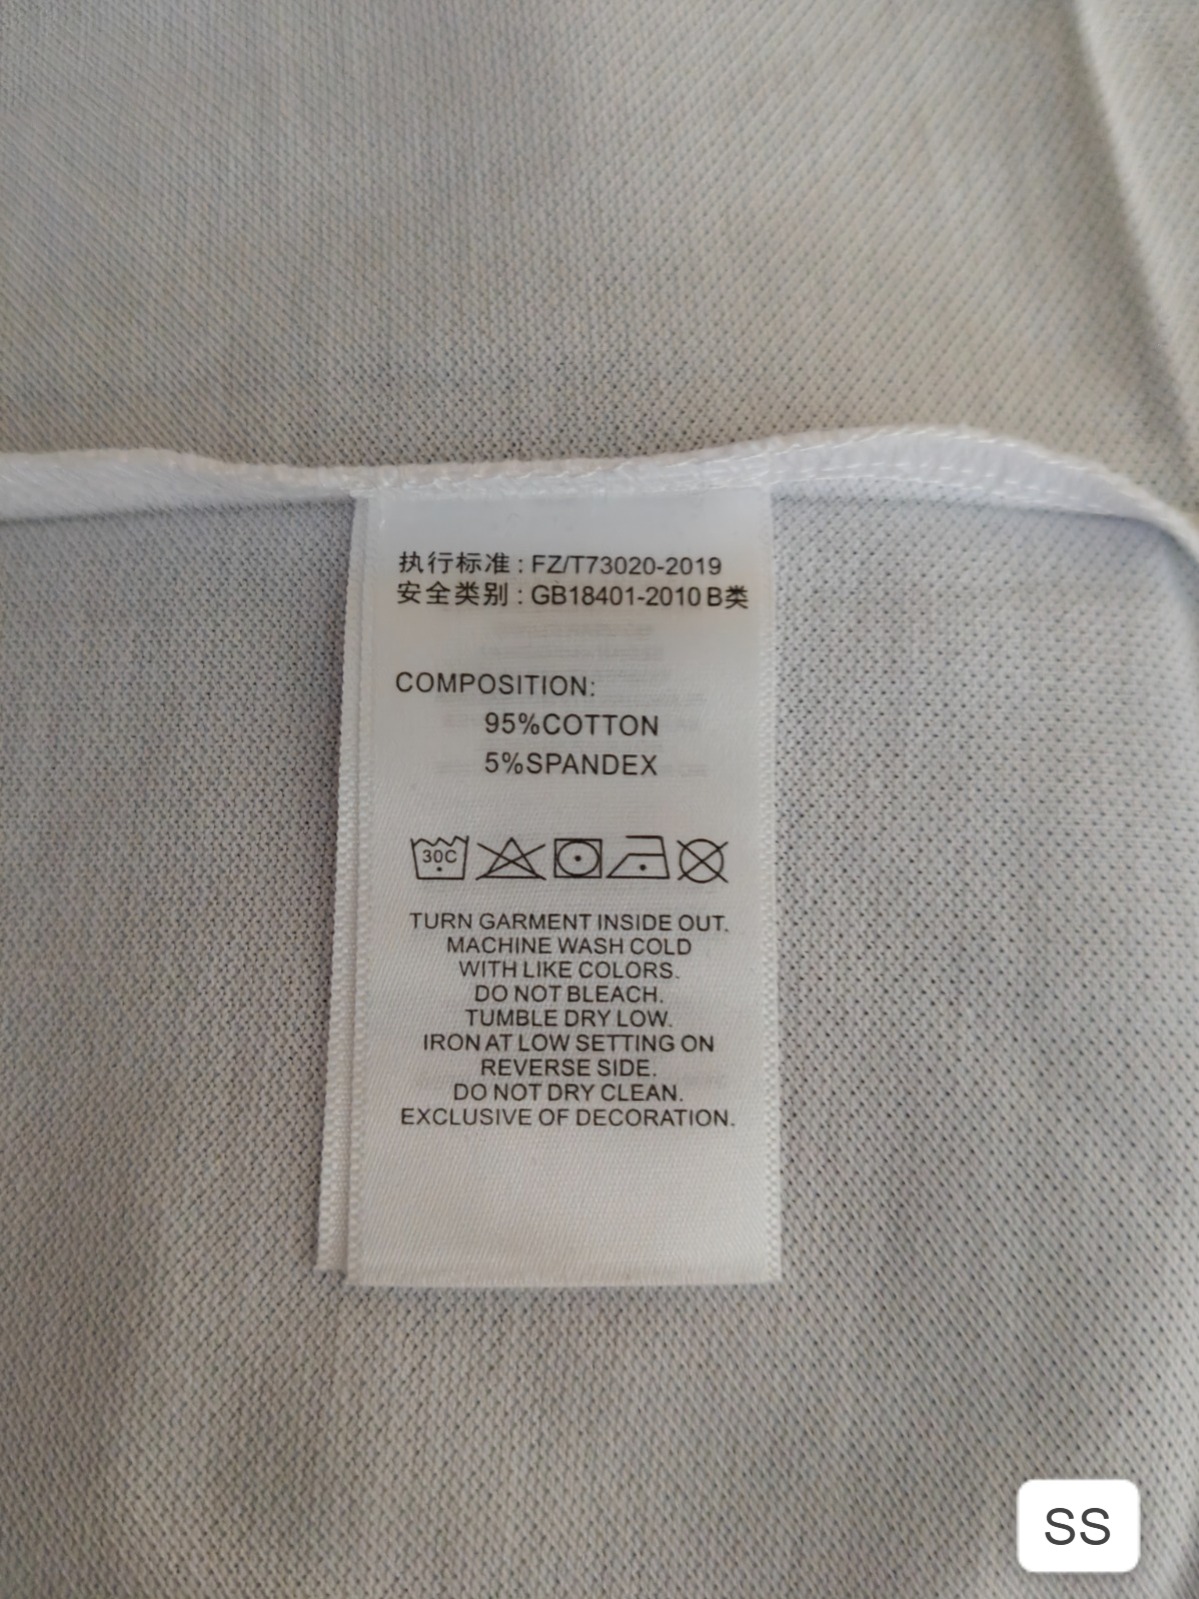 执行标准 : FZ/T73020-2019
安全类别 : GB18401-2010 B类
COMPOSITION:
95%COTTON
5%SPANDEX
30C
TURN GARMENT INSIDE OUT.
MACHINE WASH COLD
WITH LIKE COLORS.
DO NOT BLEACH.
TUMBLE DRY LOW.
IRON AT LOW SETTING ON
REVERSE SIDE.
DO NOT DRY CLEAN.
EXCLUSIVE OF DECORATION.
SS